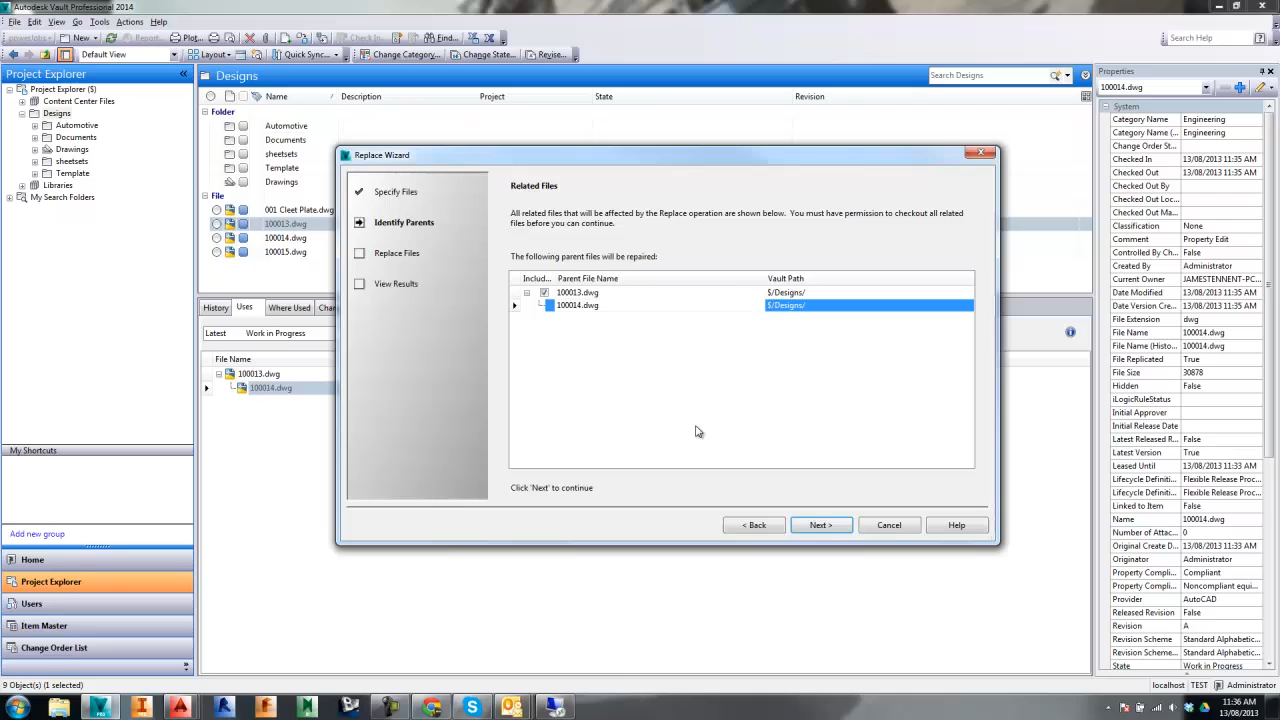 Autodesk Vault Professional 2014
File Edit View Go Tools Actions Help
powerJobs New Report... Plot... Check In... Find... Search Help
Default View Layout Quick Sync... Change Category... Change State... Revise...
Project Explorer
Project Explorer ($)
Content Center Files
Designs
Automotive
Documents
Drawings
sheetsets
Template
Libraries
My Search Folders
My Shortcuts
Add new group
Home
Project Explorer
Users
Item Master
Change Order List
Designs
Search Designs
Name Description Project State Revision
Folder
Automotive
Documents
sheetsets
Template
Drawings
File
001 Cleet Plate.dwg
100013.dwg
100014.dwg
100015.dwg
History Uses Where Used
Latest Work in Progress
File Name
100013.dwg
100014.dwg
Replace Wizard
Specify Files
Identify Parents
Replace Files
View Results
Related Files
All related files that will be affected by the Replace operation are shown below. You must have permission to checkout all related
files before you can continue.
The following parent files will be repaired:
Includ... Parent File Name Vault Path
100013.dwg $/Designs/
100014.dwg $/Designs/
Click 'Next' to continue
< Back Next > Cancel Help
Properties
100014.dwg
System
Category Name Engineering
Category Name (... Engineering
Change Order St...
Checked In 13/08/2013 11:35 AM
Checked Out 13/08/2013 11:35 AM
Checked Out By
Checked Out Loc...
Checked Out Ma...
Classification None
Comment Property Edit
Controlled By Ch... False
Created By Administrator
Current Owner JAMESTENNENT-PC...
Date Modified 13/08/2013 11:33 AM
Date Version Cre... 13/08/2013 11:33 AM
File Extension dwg
File Name 100014.dwg
File Name (Histo... 100014.dwg
File Replicated True
File Size 30878
Hidden False
iLogicRuleStatus
Initial Approver
Initial Release Date
Latest Released R... False
Latest Version True
Leased Until 13/08/2013 11:35 AM
Lifecycle Definiti... Flexible Release Proc...
Lifecycle Definiti... Flexible Release Proc...
Linked to Item False
Name 100014.dwg
Number of Attac... 0
Original Create D... 13/08/2013 11:33 AM
Originator Administrator
Property Compli... Compliant
Property Compli... Noncompliant equi...
Provider AutoCAD
Released Revision False
Revision A
Revision Scheme Standard Alphabetic...
Revision Schem... Standard Alphabetic...
State Work in Progress
9 Object(s) (1 selected) localhost TEST Administrator
11:36 AM
13/08/2013